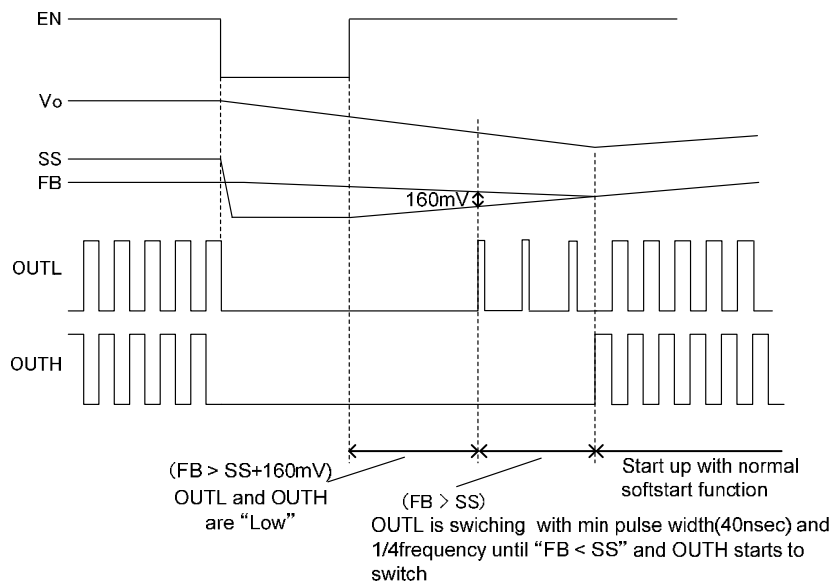 EN
Vo
SS
FB
160mV
OUTL
OUTH
(FB > SS+160mV)
OUTL and OUTH
are “Low”
(FB > SS)
OUTL is swiching with min pulse width(40nsec) and
1/4frequency until “FB < SS” and OUTH starts to
switch
Start up with normal
softstart function